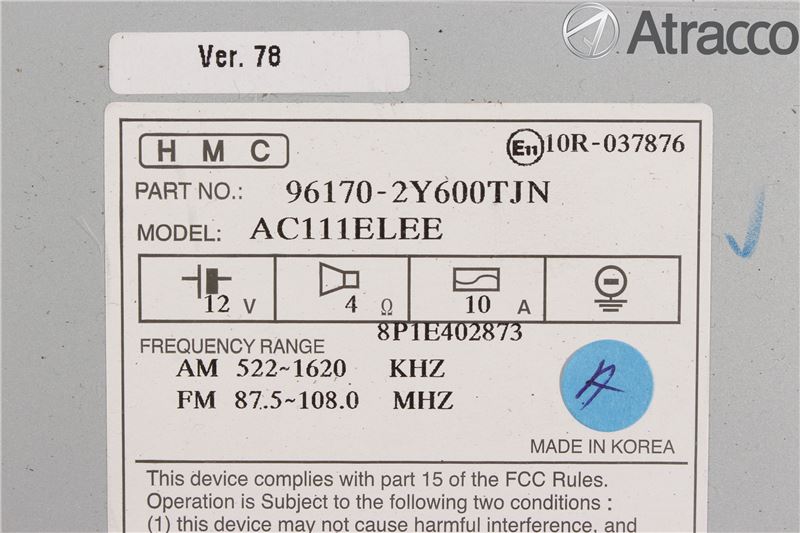 Atracco
Ver. 78
HMC
E11 10R-037876
PART NO.: 96170-2Y600TJN
MODEL: AC111ELEE
12 V 4 Ω 10 A
8P1E402873
FREQUENCY RANGE
AM 522~1620 KHZ
FM 87.5~108.0 MHZ
MADE IN KOREA
This device complies with part 15 of the FCC Rules.
Operation is Subject to the following two conditions :
(1) this device may not cause harmful interference, and